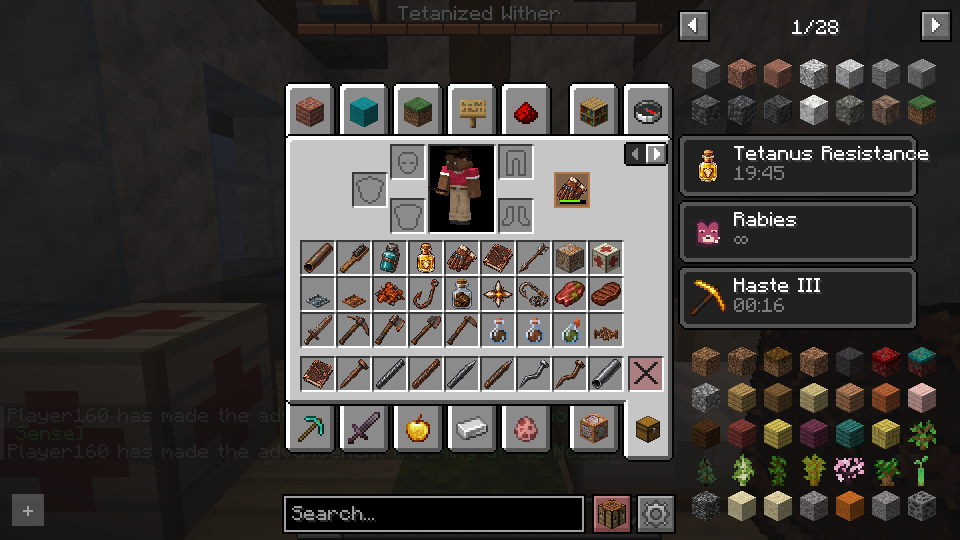 Tetanized Wither
1/28
Tetanus Resistance
19:45
Rabies
∞
Haste III
00:16
Player160 has made the ad
Sense]
Player160 has made the
Search...
+